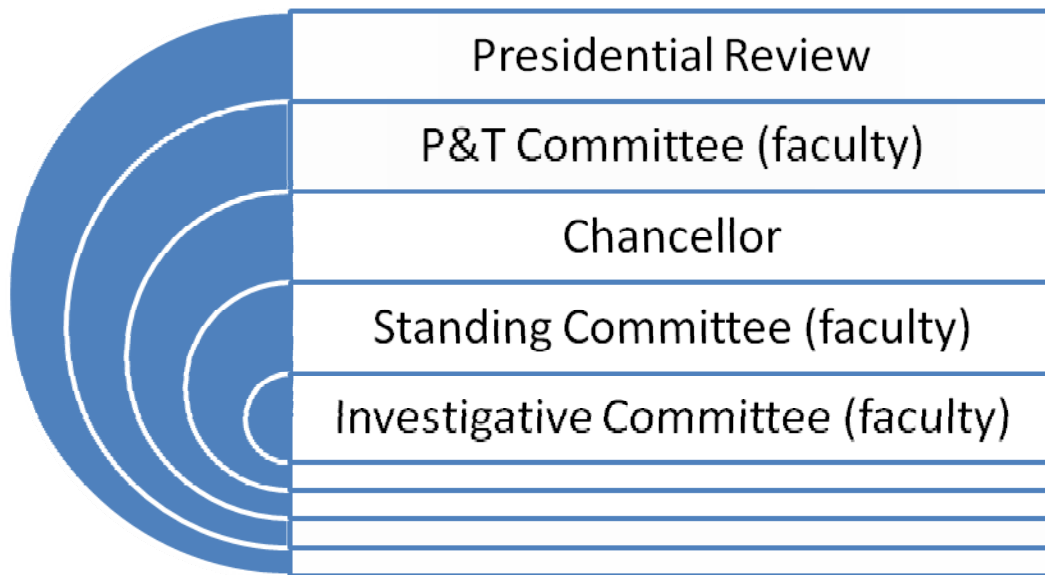 Presidential Review
P&T Committee (faculty)
Chancellor
Standing Committee (faculty)
Investigative Committee (faculty)